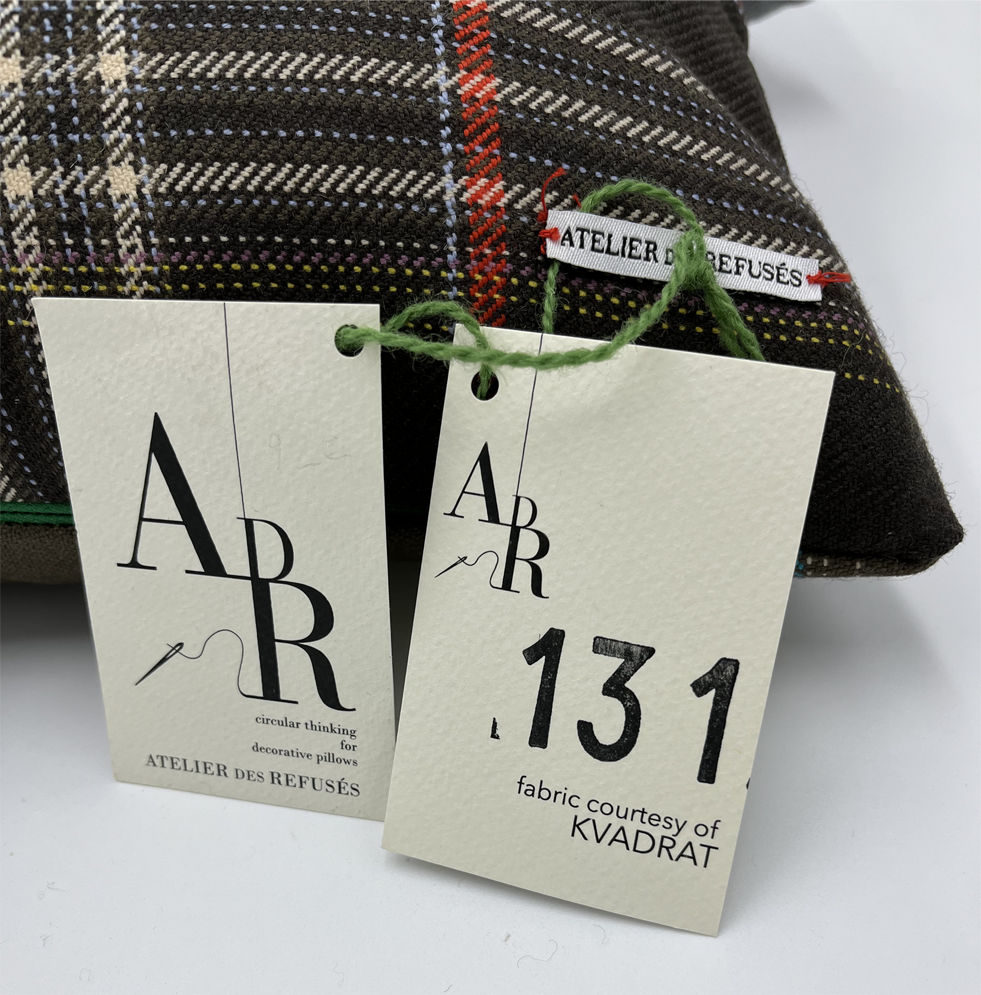 ATELIER DES REFUSÉS
ADR
circular thinking
for
decorative pillows
ATELIER DES REFUSÉS
ADR
131
fabric courtesy of
KVADRAT